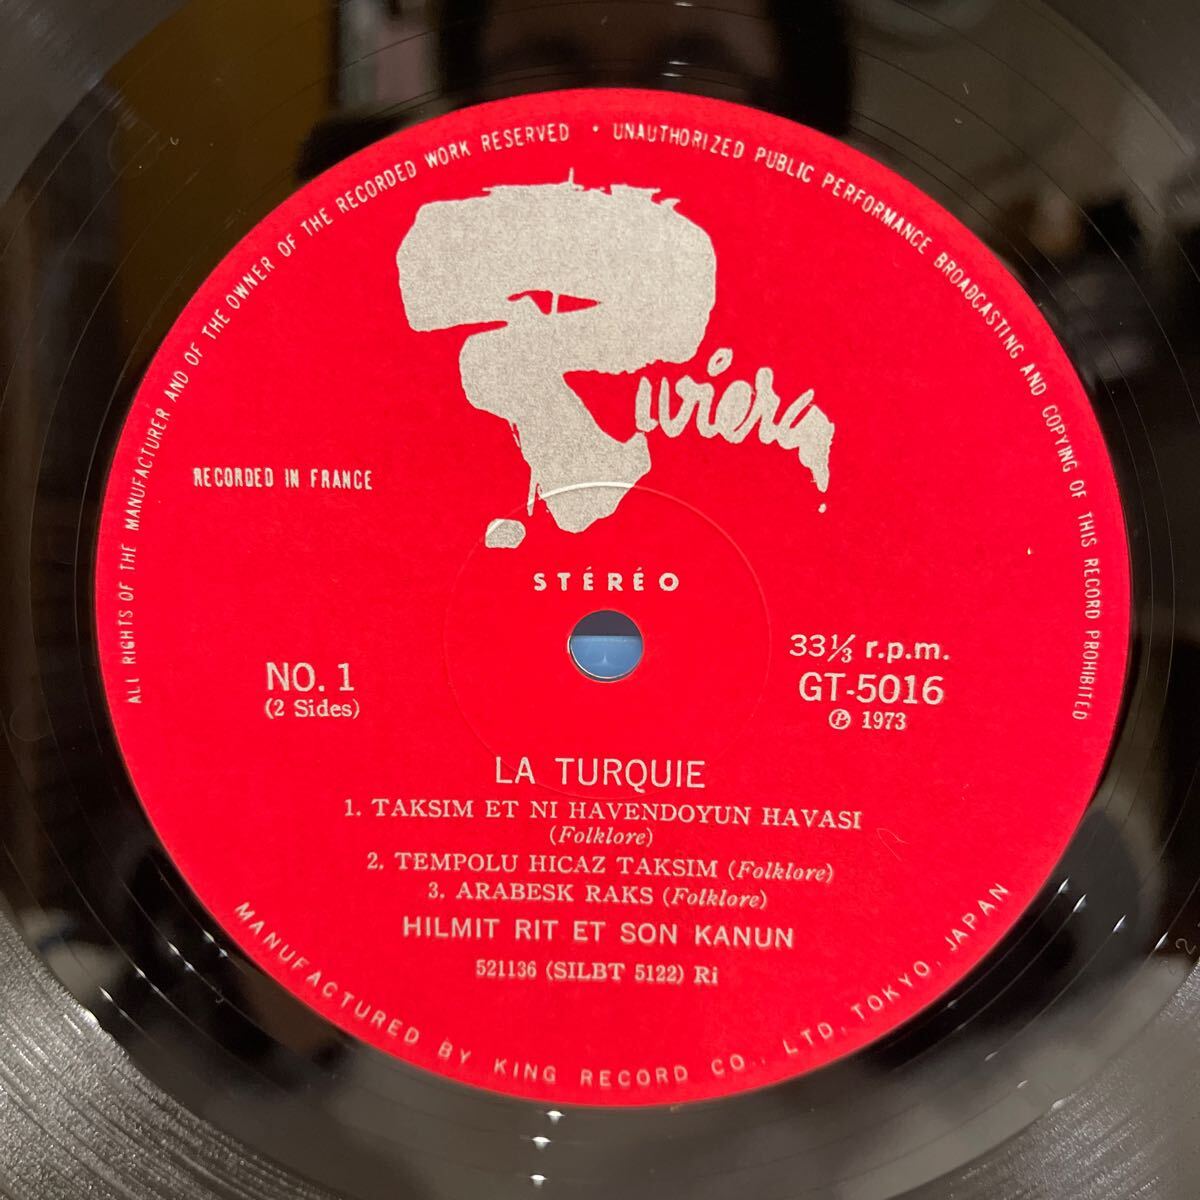 ALL RIGHTS OF THE MANUFACTURER AND OF THE OWNER OF THE RECORDED WORK RESERVED • UNAUTHORIZED PUBLIC PERFORMANCE BROADCASTING AND COPYING OF THIS RECORD PROHIBITED
Riviera
RECORDED IN FRANCE
STÉRÉO
NO. 1
(2 Sides)
33⅓ r.p.m.
GT-5016
℗ 1973
LA TURQUIE
1. TAKSIM ET NI HAVENDOYUN HAVASI
(Folklore)
2. TEMPOLU HICAZ TAKSIM (Folklore)
3. ARABESK RAKS (Folklore)
HILMIT RIT ET SON KANUN
521136 (SILBT 5122) Ri
MANUFACTURED BY KING RECORD CO., LTD. TOKYO, JAPAN